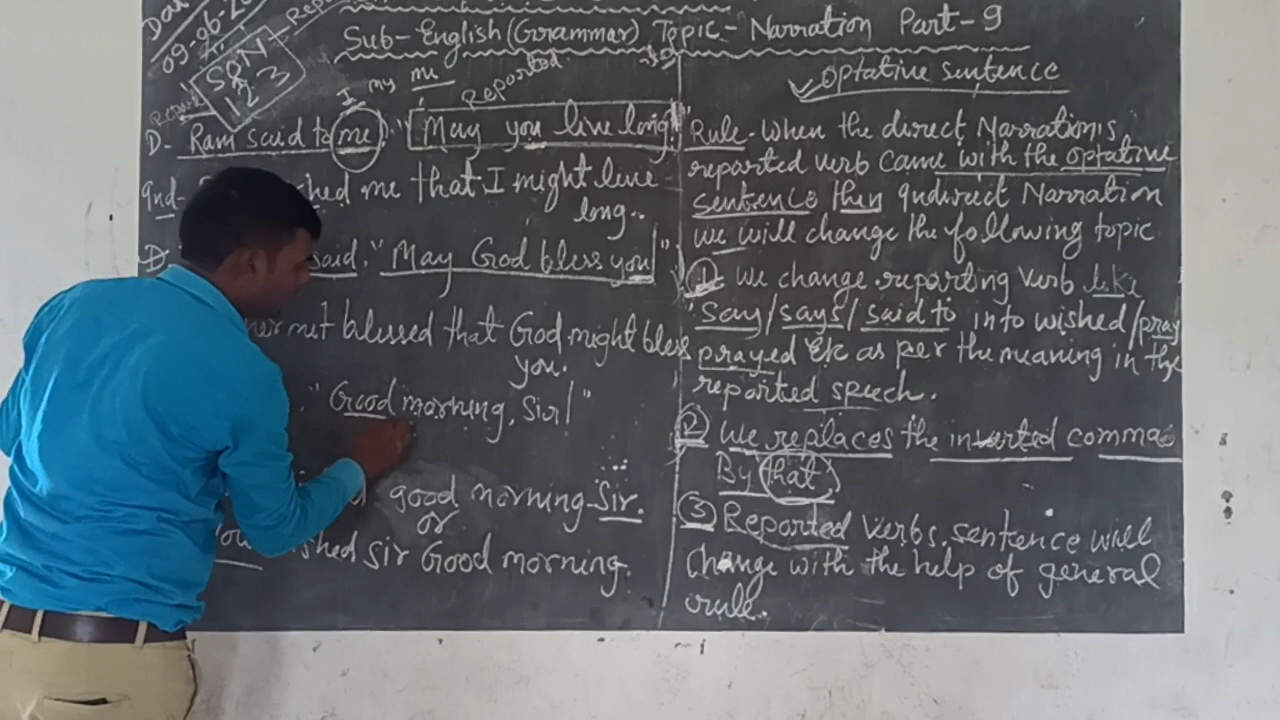 09-06-20
SON
& 
123
Sub- English (Grammar) Topic - Narration Part - 9
I my me Reported
D- Ram said to me, "May you live long!"
Ind- me that I might live
long..
D- said, "May God bless you!"
met blessed that God might bless
you.
"Good morning, Sir!"
good morning Sir.
or
wished sir Good morning.
optative sentence
Rule- When the direct Narration's
reported verb came with the optative
sentence then Indirect Narration
we will change the following topic
1 We change reporting verb like
"Say/says/said to into wished/pray
prayed etc as per the meaning in the
reported speech.
2 We replaces the inverted commas
By that
3 Reported verbs. sentence will
change with the help of general
rule.